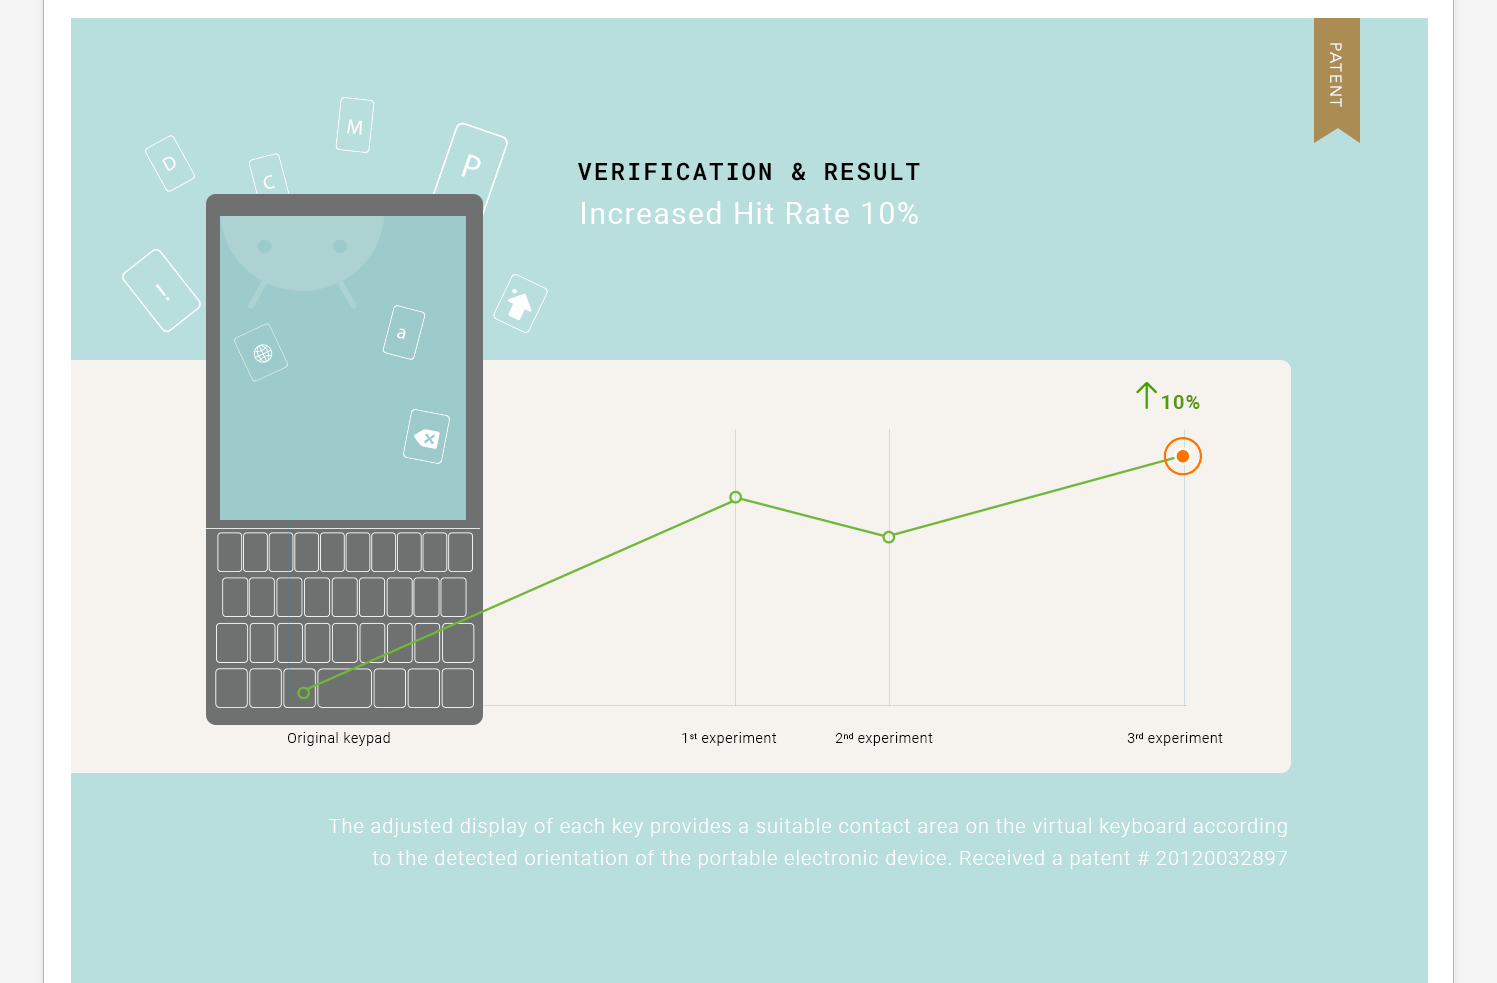 PATENT
M
D
C
P
VERIFICATION & RESULT
Increased Hit Rate 10%
!
a
10%
Original keypad
1st experiment
2nd experiment
3rd experiment
The adjusted display of each key provides a suitable contact area on the virtual keyboard according
to the detected orientation of the portable electronic device. Received a patent # 20120032897